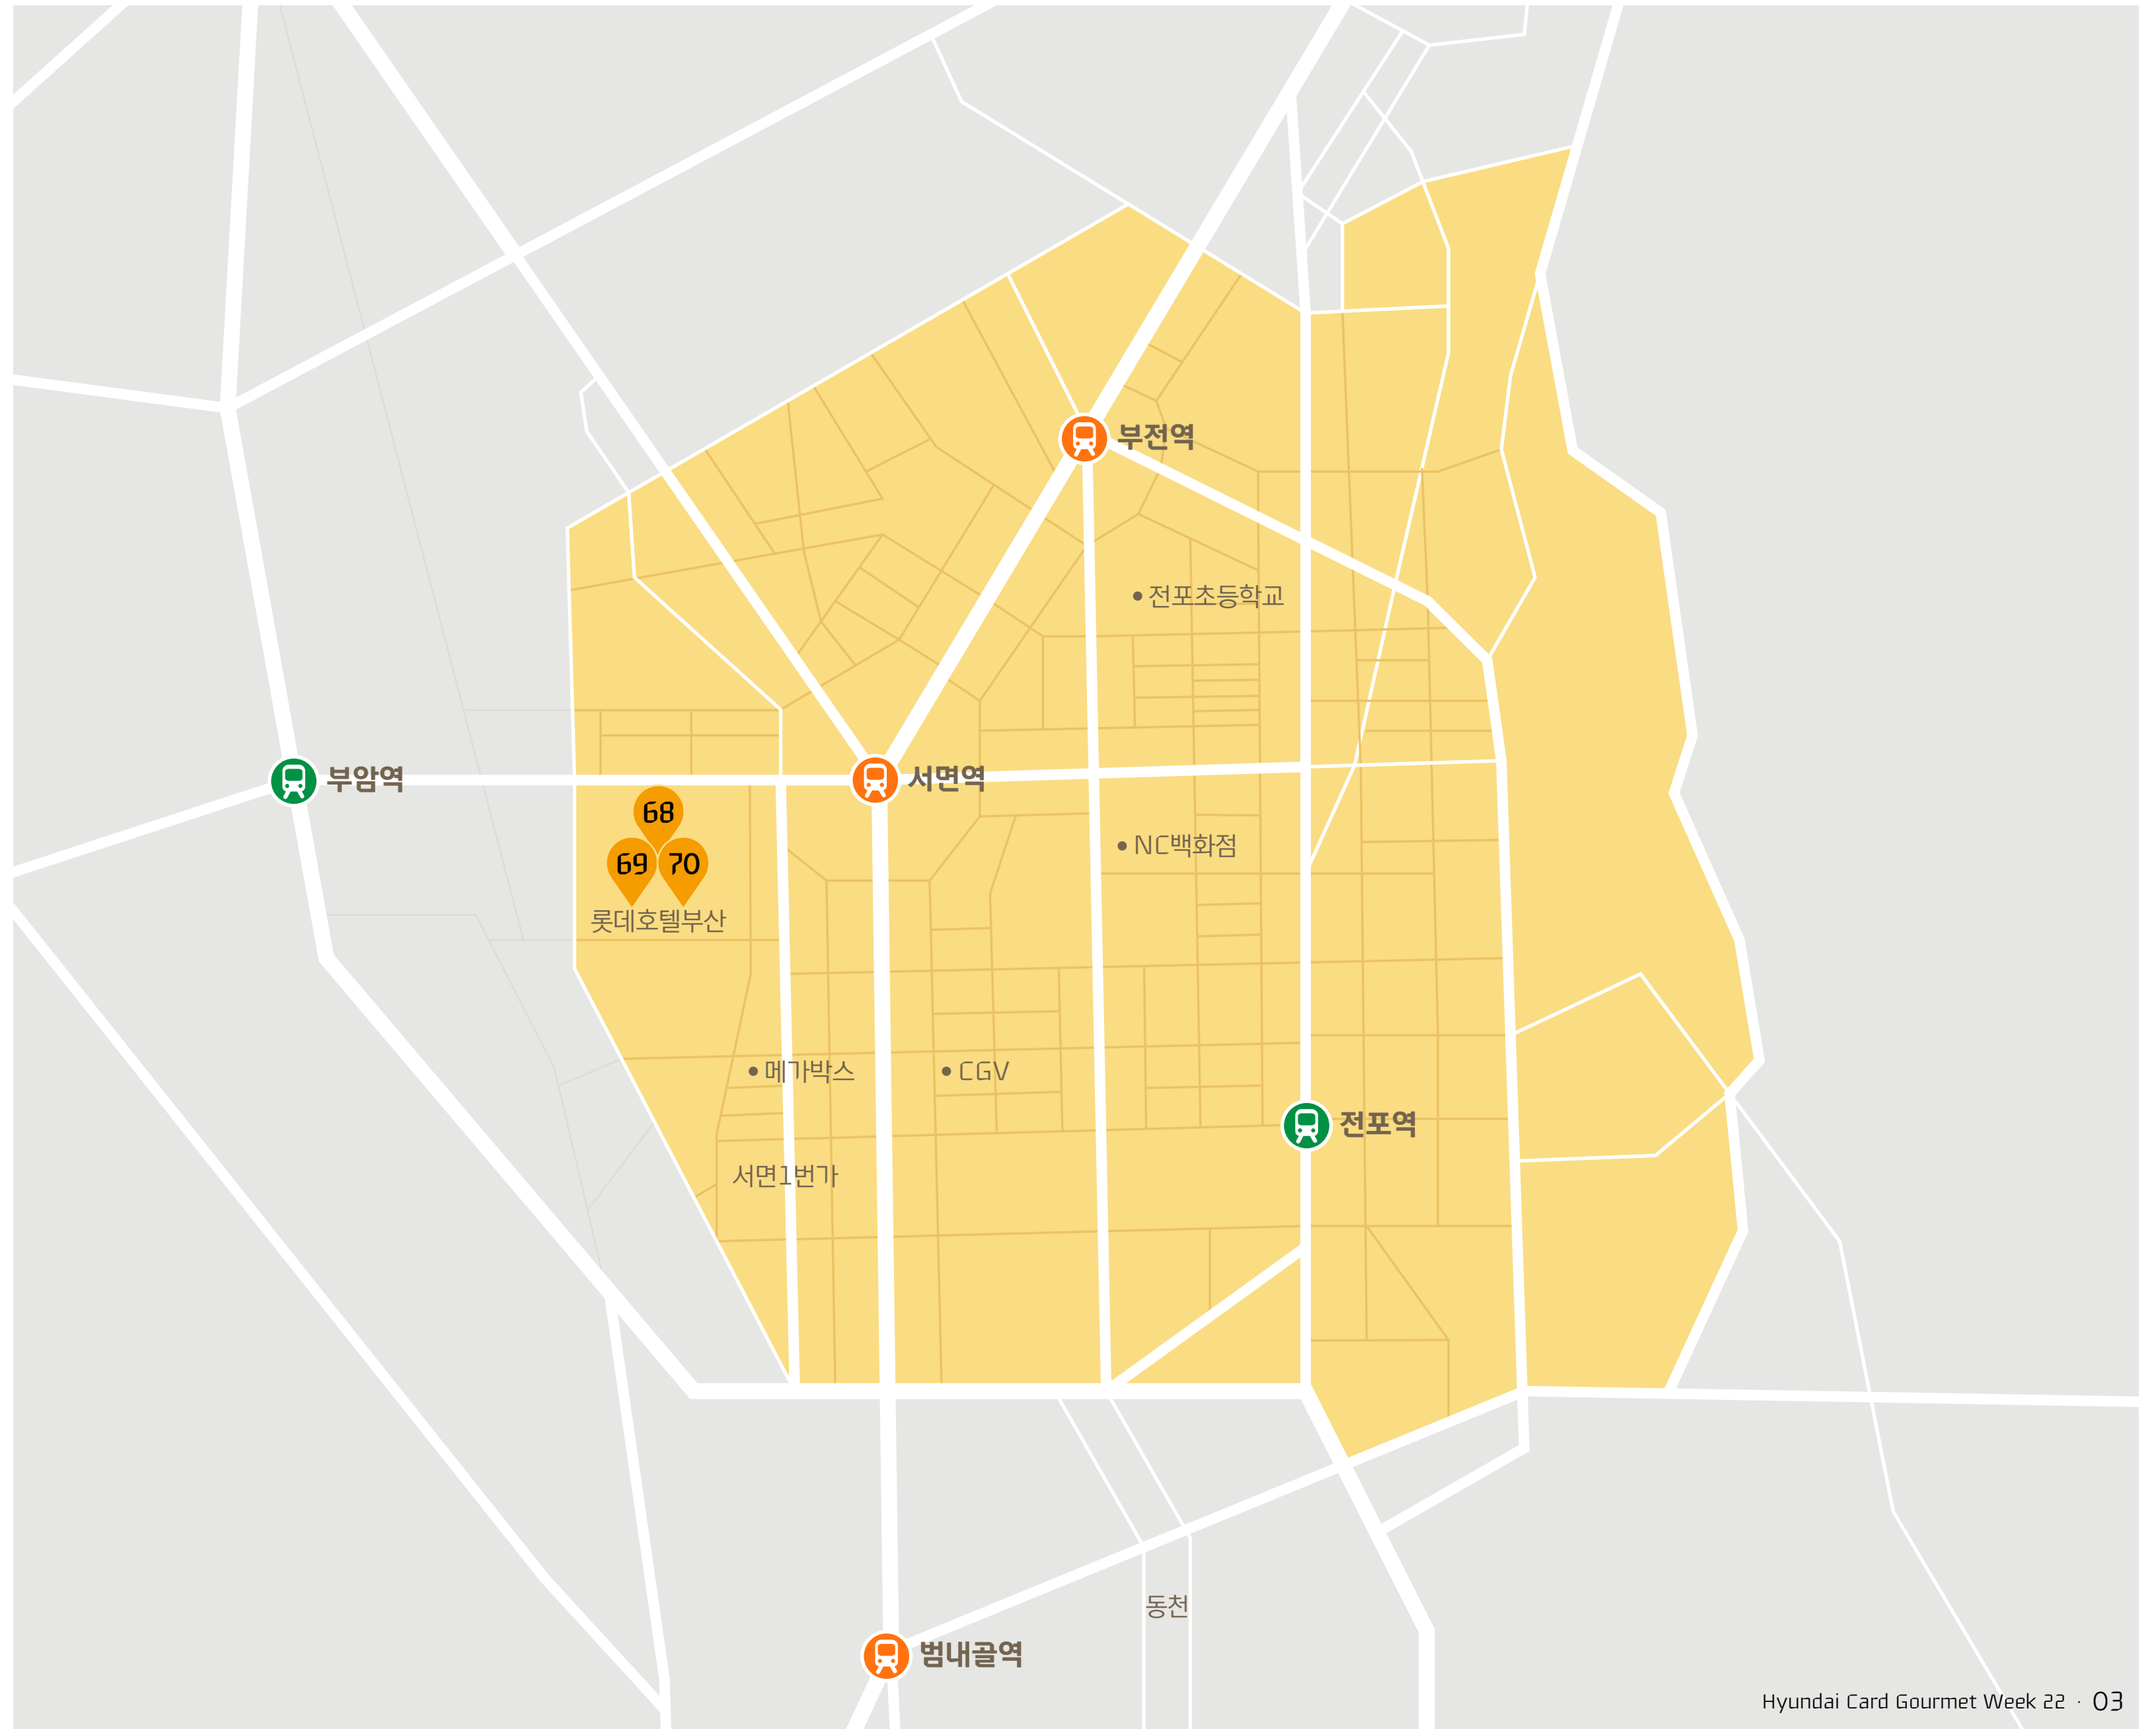 부전역
전포초등학교
부암역
서면역
68
69
70
NC백화점
롯데호텔부산
메가박스
CGV
전포역
서면1번가
동천
범내골역
Hyundai Card Gourmet Week 22 · 03